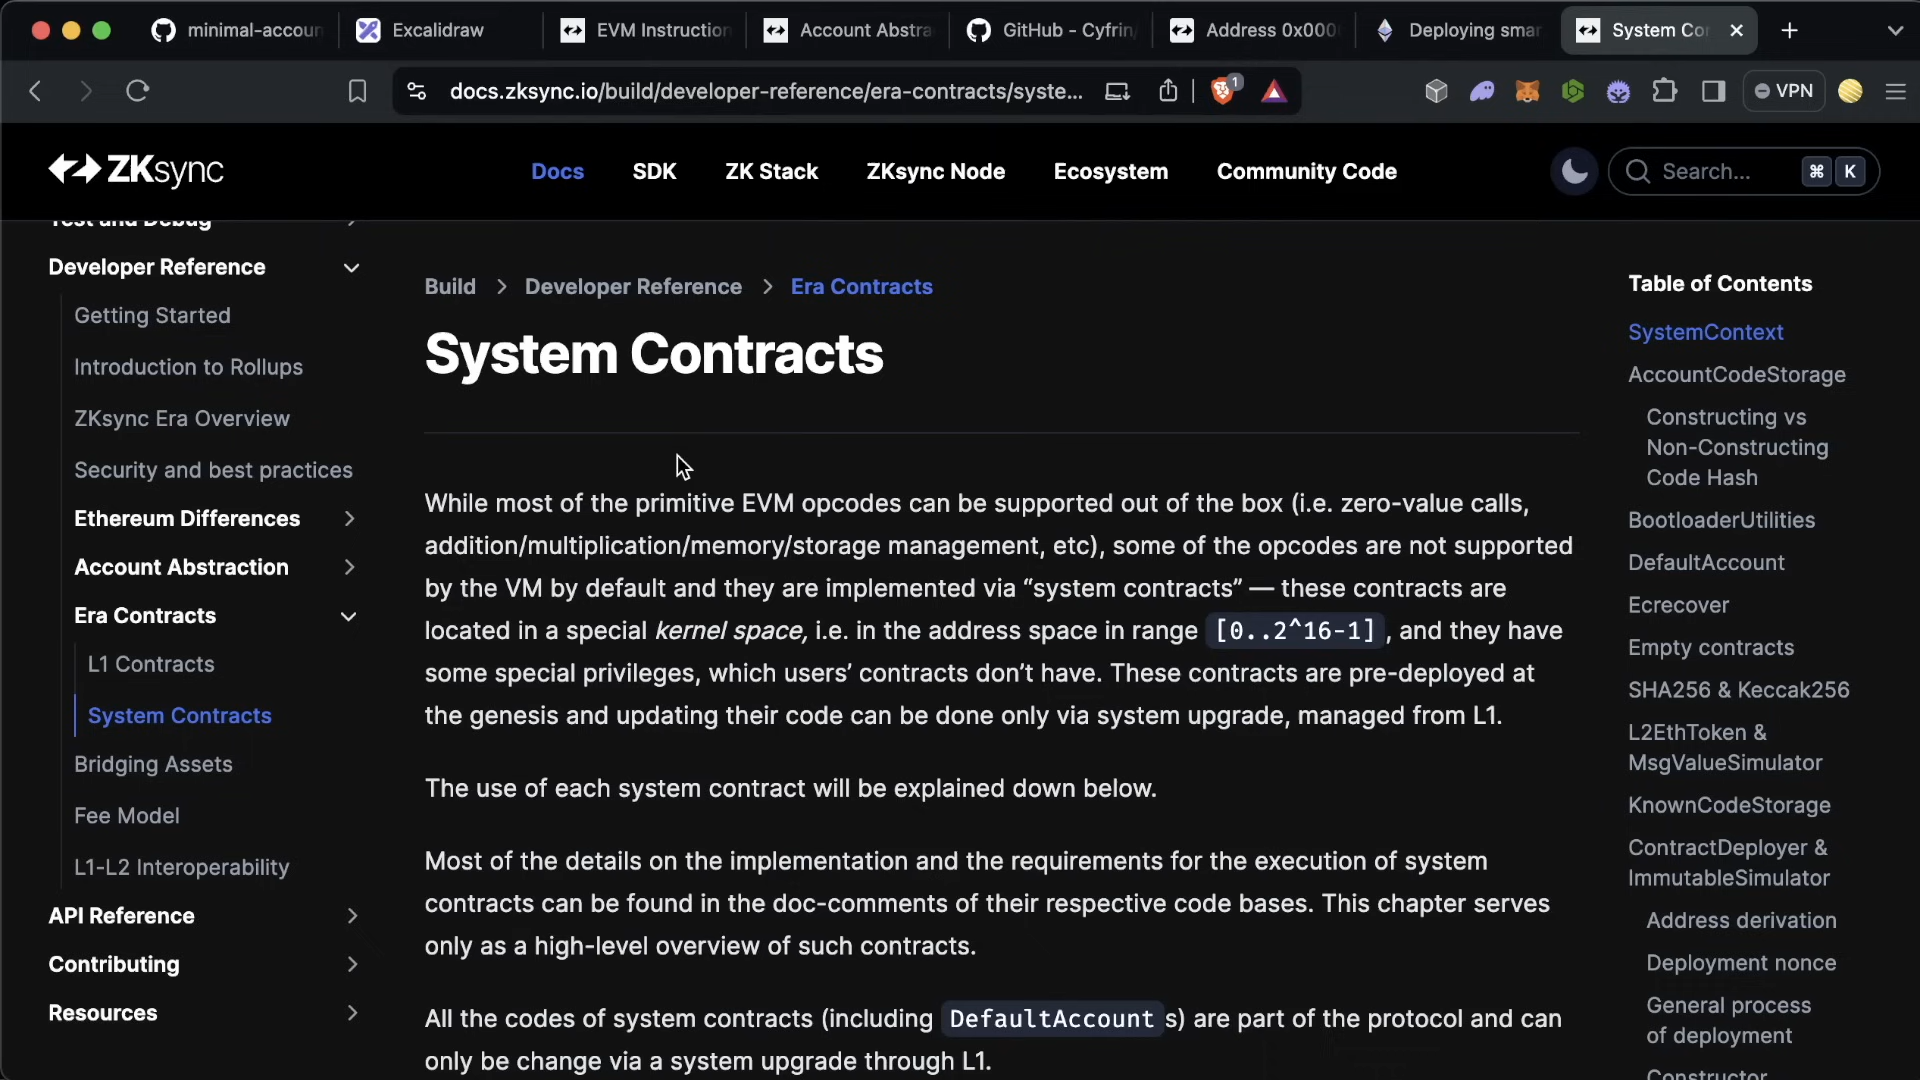 minimal-accoun
Excalidraw
EVM Instruction
Account Abstra
GitHub - Cyfrin/
Address 0x000
Deploying smar
System Co
docs.zksync.io/build/developer-reference/era-contracts/syste...
1
VPN
ZKsync
Docs
SDK
ZK Stack
ZKsync Node
Ecosystem
Community Code
Search...
⌘ K
Test and Debug
Developer Reference
Getting Started
Introduction to Rollups
ZKsync Era Overview
Security and best practices
Ethereum Differences
Account Abstraction
Era Contracts
L1 Contracts
System Contracts
Bridging Assets
Fee Model
L1-L2 Interoperability
API Reference
Contributing
Resources
Build > Developer Reference > Era Contracts
System Contracts
While most of the primitive EVM opcodes can be supported out of the box (i.e. zero-value calls,
addition/multiplication/memory/storage management, etc), some of the opcodes are not supported
by the VM by default and they are implemented via “system contracts” — these contracts are
located in a special kernel space, i.e. in the address space in range [0..2^16-1], and they have
some special privileges, which users’ contracts don’t have. These contracts are pre-deployed at
the genesis and updating their code can be done only via system upgrade, managed from L1.
The use of each system contract will be explained down below.
Most of the details on the implementation and the requirements for the execution of system
contracts can be found in the doc-comments of their respective code bases. This chapter serves
only as a high-level overview of such contracts.
All the codes of system contracts (including DefaultAccount s) are part of the protocol and can
only be change via a system upgrade through L1.
Table of Contents
SystemContext
AccountCodeStorage
Constructing vs
Non-Constructing
Code Hash
BootloaderUtilities
DefaultAccount
Ecrecover
Empty contracts
SHA256 & Keccak256
L2EthToken &
MsgValueSimulator
KnownCodeStorage
ContractDeployer &
ImmutableSimulator
Address derivation
Deployment nonce
General process
of deployment
Constructor